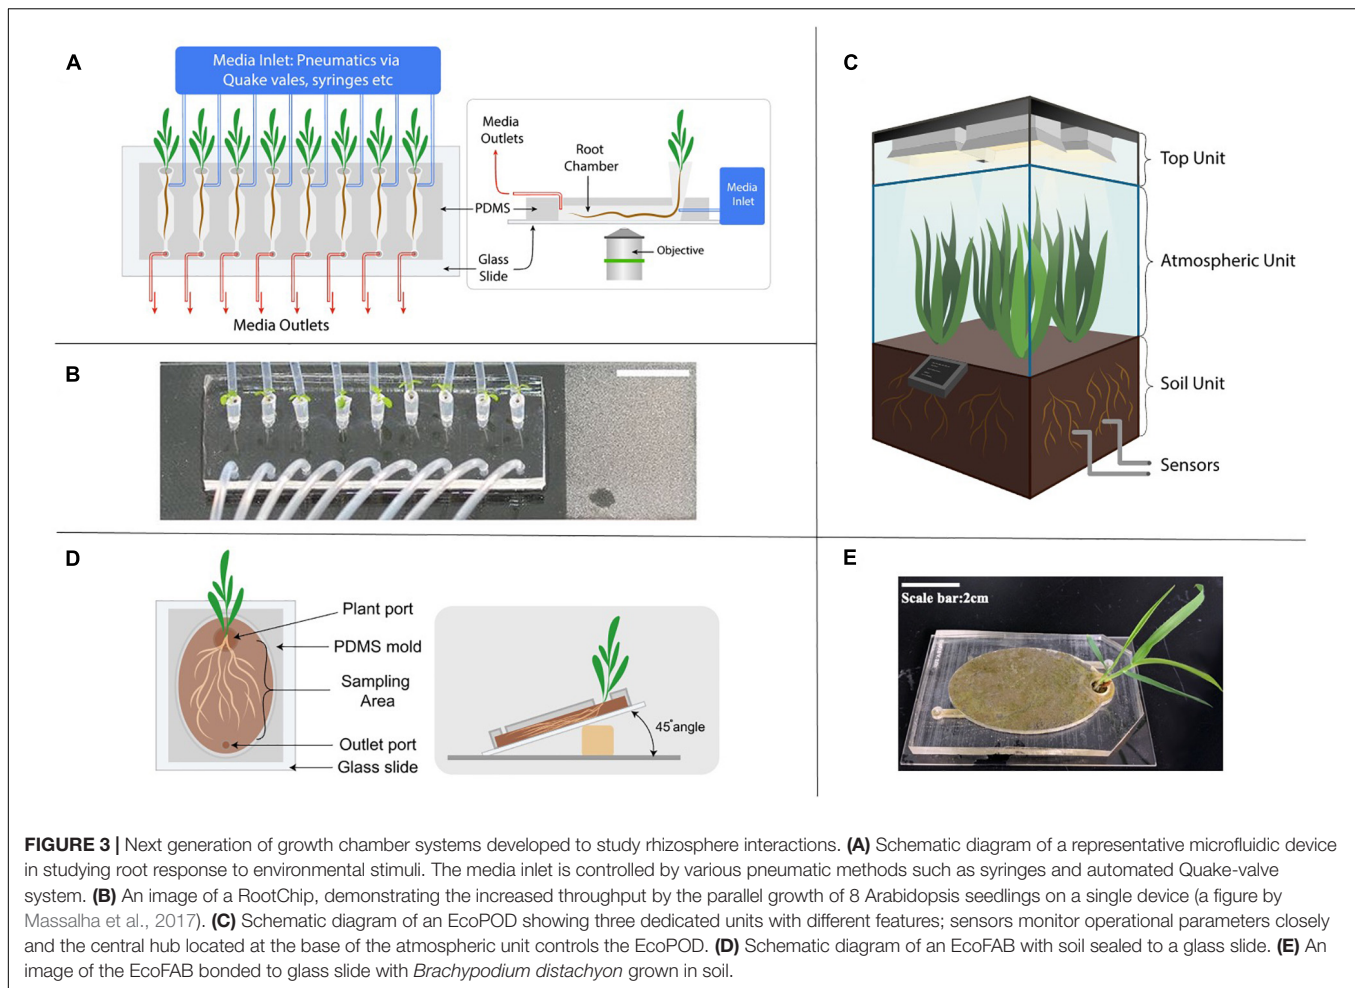 A
Media Inlet: Pneumatics via
Quake vales, syringes etc
Media
Outlets
Root
Chamber
Media
Inlet
PDMS
Glass
Slide
Objective
Media Outlets
B
C
Top Unit
Atmospheric Unit
Soil Unit
Sensors
D
Plant port
PDMS mold
Sampling
Area
Outlet port
Glass slide
45°angle
E
Scale bar:2cm
FIGURE 3 | Next generation of growth chamber systems developed to study rhizosphere interactions. (A) Schematic diagram of a representative microfluidic device
in studying root response to environmental stimuli. The media inlet is controlled by various pneumatic methods such as syringes and automated Quake-valve
system. (B) An image of a RootChip, demonstrating the increased throughput by the parallel growth of 8 Arabidopsis seedlings on a single device (a figure by
Massalha et al., 2017). (C) Schematic diagram of an EcoPOD showing three dedicated units with different features; sensors monitor operational parameters closely
and the central hub located at the base of the atmospheric unit controls the EcoPOD. (D) Schematic diagram of an EcoFAB with soil sealed to a glass slide. (E) An
image of the EcoFAB bonded to glass slide with Brachypodium distachyon grown in soil.